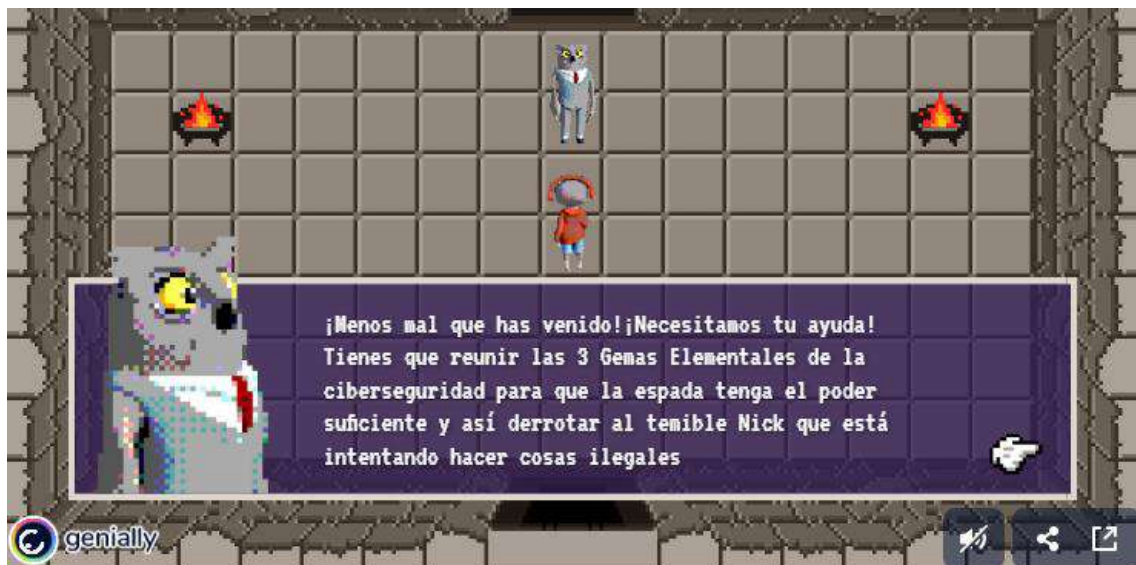 ¡Menos mal que has venido!¡Necesitamos tu ayuda!
Tienes que reunir las 3 Gemas Elementales de la
ciberseguridad para que la espada tenga el poder
suficiente y así derrotar al temible Nick que está
intentando hacer cosas ilegales
genially